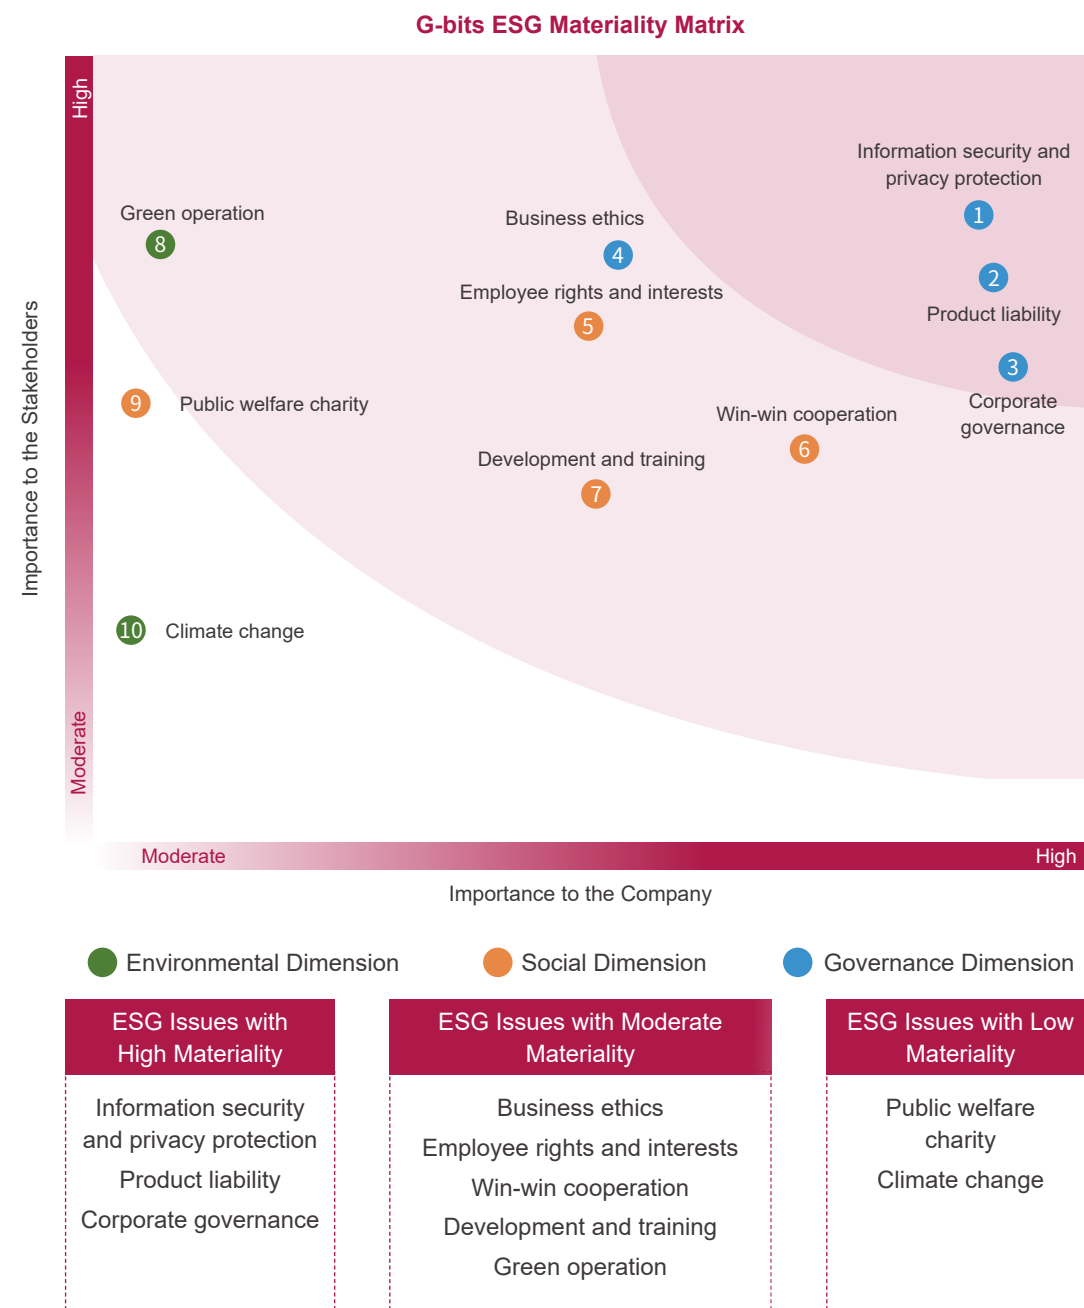 G-bits ESG Materiality Matrix
High
Information security and
privacy protection
1
Green operation
8
Business ethics
4
2
Employee rights and interests
5
Product liability
3
Importance to the Stakeholders
9
Public welfare charity
Win-win cooperation
6
Corporate
governance
Development and training
7
10
Climate change
Moderate
Moderate
High
Importance to the Company
Environmental Dimension
Social Dimension
Governance Dimension
ESG Issues with
High Materiality
Information security
and privacy protection
Product liability
Corporate governance
ESG Issues with Moderate
Materiality
Business ethics
Employee rights and interests
Win-win cooperation
Development and training
Green operation
ESG Issues with Low
Materiality
Public welfare
charity
Climate change